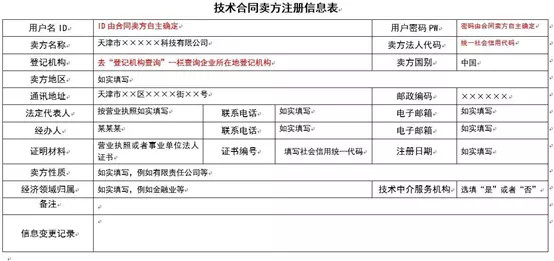 技术合同卖方注册信息表
用户名 ID ID 由合同卖方自主确定 用户密码 PW 密码由合同卖方自主确定
卖方名称 天津市×××××科技有限公司 卖方法人代码 统一社会信用代码
登记机构 去“登记机构查询”一栏查询企业所在地登记机构 卖方国别 中国
卖方地区 如实填写
通讯地址 天津市××区××××街××号 邮政编码 ××××××
法定代表人 按营业执照如实填写 联系电话 如实填写 电子邮箱 如实填写
经办人 某某某 联系电话 如实填写 电子邮箱 如实填写
证明材料 营业执照或者事业单位法人证书 证书编号 填写社会信用统一代码 注册日期 如实填写
卖方性质 如实填写，例如有限责任公司等
经济领域归属 如实填写，例如金融业等 技术中介服务机构 选填“是”或者“否”
备注
信息变更记录